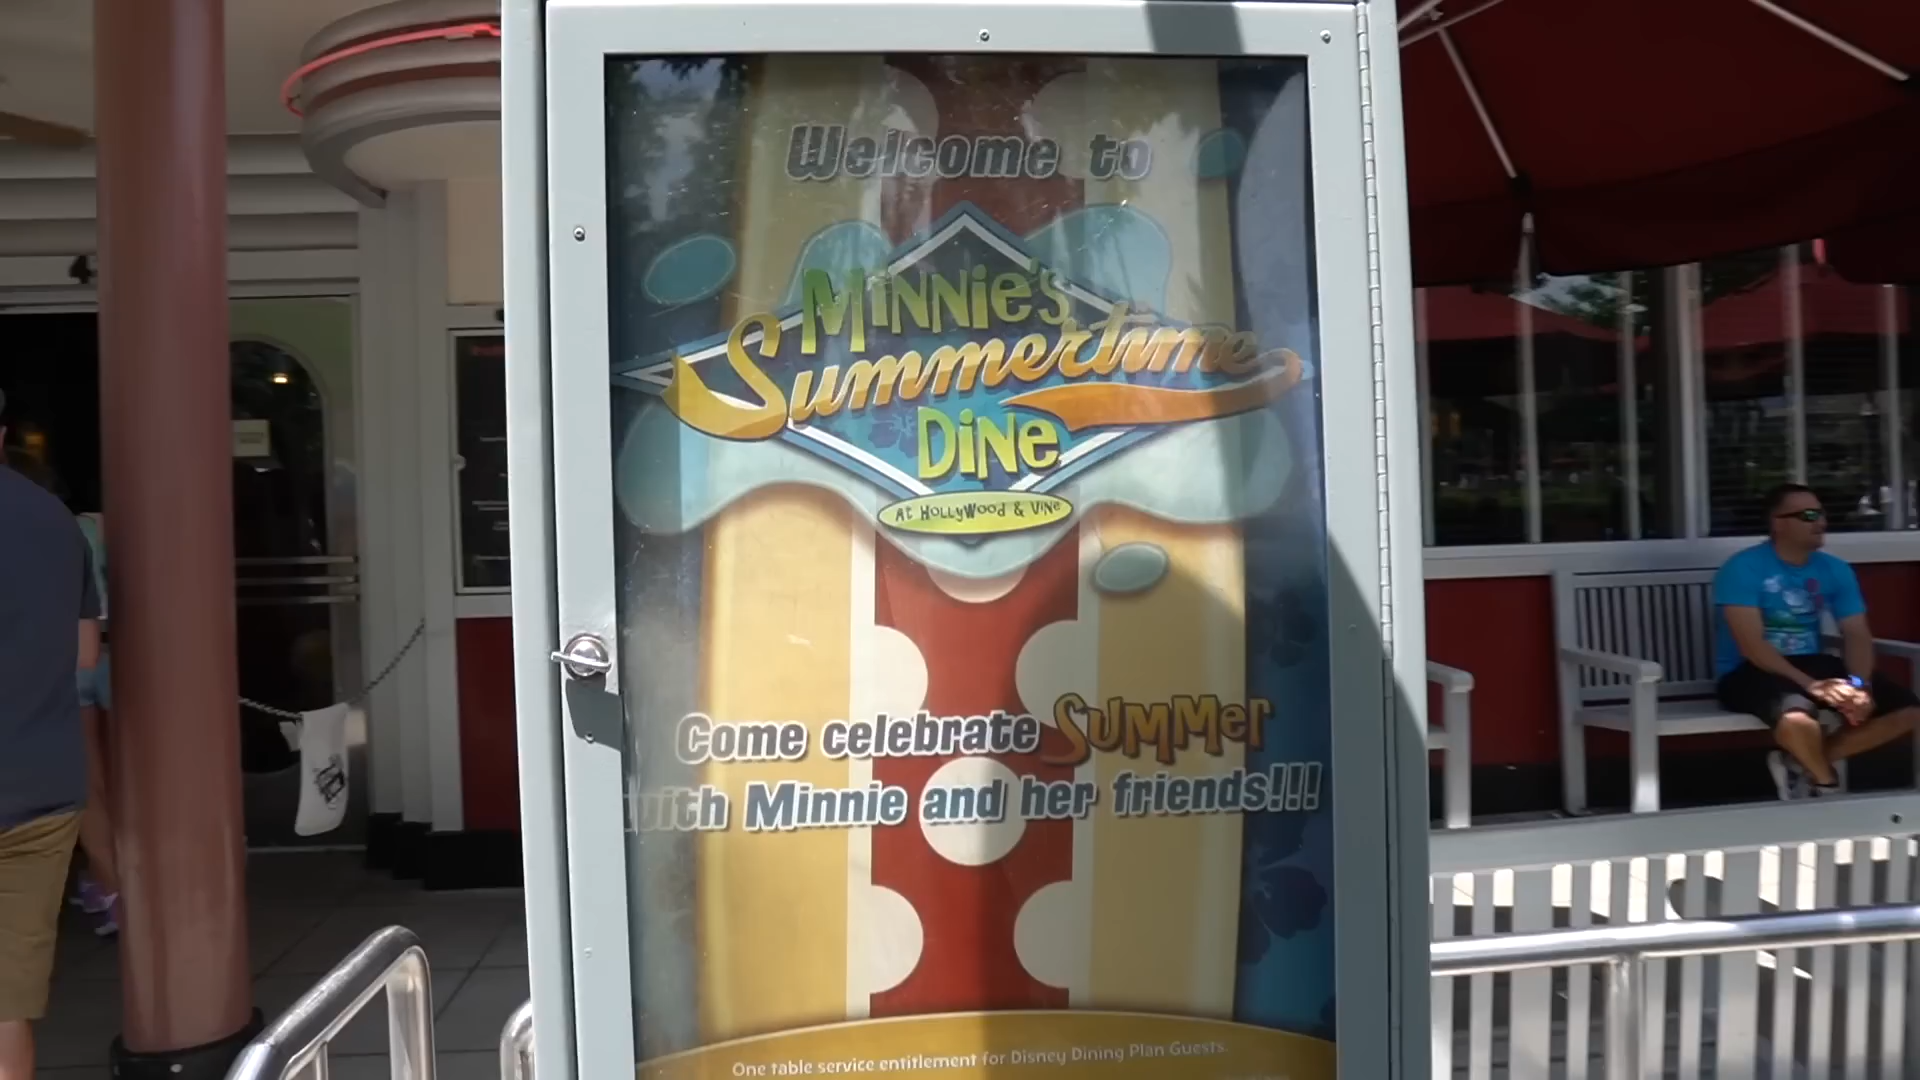 Welcome to
Minnie's
Summertime
Dine
At Hollywood & Vine
Come celebrate Summer
with Minnie and her friends!!!
One table service entitlement for Disney Dining Plan Guests.